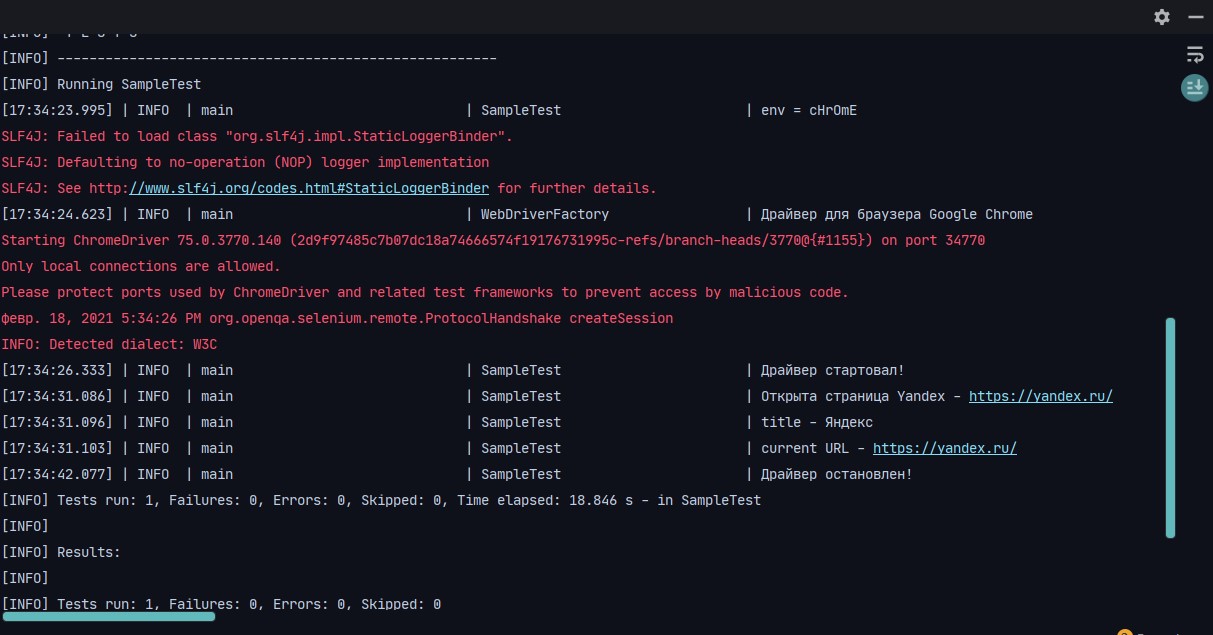 [INFO] T E S T S
[INFO] -------------------------------------------------------
[INFO] Running SampleTest
[17:34:23.995] | INFO  | main                             | SampleTest                       | env = cHrOmE
SLF4J: Failed to load class "org.slf4j.impl.StaticLoggerBinder".
SLF4J: Defaulting to no-operation (NOP) logger implementation
SLF4J: See http://www.slf4j.org/codes.html#StaticLoggerBinder for further details.
[17:34:24.623] | INFO  | main                             | WebDriverFactory                 | Драйвер для браузера Google Chrome
Starting ChromeDriver 75.0.3770.140 (2d9f97485c7b07dc18a74666574f19176731995c-refs/branch-heads/3770@{#1155}) on port 34770
Only local connections are allowed.
Please protect ports used by ChromeDriver and related test frameworks to prevent access by malicious code.
февр. 18, 2021 5:34:26 PM org.openqa.selenium.remote.ProtocolHandshake createSession
INFO: Detected dialect: W3C
[17:34:26.333] | INFO  | main                             | SampleTest                       | Драйвер стартовал!
[17:34:31.086] | INFO  | main                             | SampleTest                       | Открыта страница Yandex - https://yandex.ru/
[17:34:31.096] | INFO  | main                             | SampleTest                       | title - Яндекс
[17:34:31.103] | INFO  | main                             | SampleTest                       | current URL - https://yandex.ru/
[17:34:42.077] | INFO  | main                             | SampleTest                       | Драйвер остановлен!
[INFO] Tests run: 1, Failures: 0, Errors: 0, Skipped: 0, Time elapsed: 18.846 s - in SampleTest
[INFO]
[INFO] Results:
[INFO]
[INFO] Tests run: 1, Failures: 0, Errors: 0, Skipped: 0